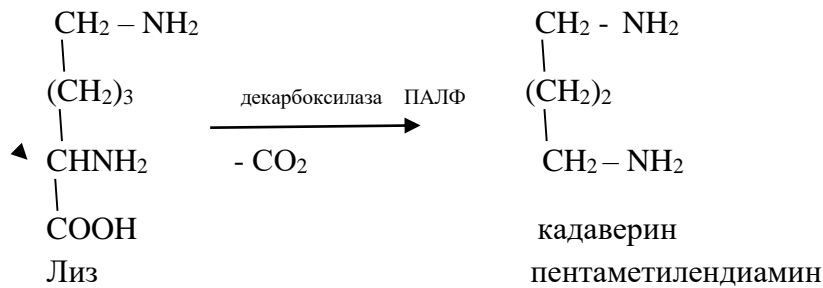 CH₂ – NH₂ CH₂ - NH₂
(CH₂)₃ декарбоксилаза ПАЛФ (CH₂)₂
CHNH₂ - CO₂ CH₂ – NH₂
COOH кадаверин
Лиз пентаметилендиамин